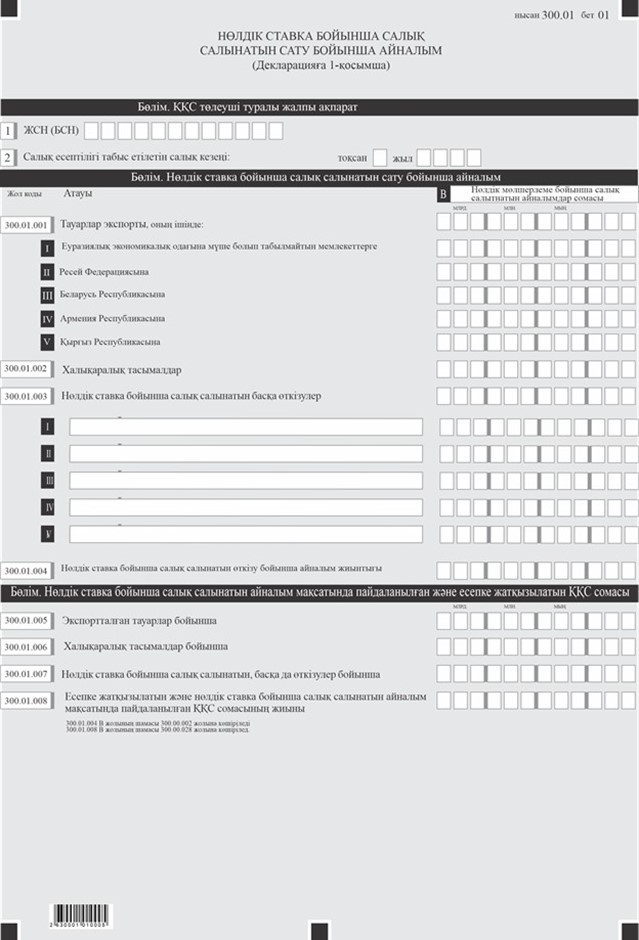 нысан 300.01 бет 01
НӨЛДІК СТАВКА БОЙЫНША САЛЫҚ
САЛЫНАТЫН САТУ БОЙЫНША АЙНАЛЫМ
(Декларацияға 1-қосымша)
Бөлім. ҚҚС төлеуші туралы жалпы ақпарат
1 ЖСН (БСН)
2 Салық есептілігі табыс етілетін салық кезеңі: тоқсан жыл
Бөлім. Нөлдік ставка бойынша салық салынатын сату бойынша айналым
Жол коды Атауы B Нөлдік мөлшерлеме бойынша салық
салытнатын айналымдар сомасы
млрд млн мың
300.01.001 Тауарлар экспорты, оның ішінде:
I Еуразиялық экономикалық одағына мүше болып табылмайтын мемлекеттерге
II Ресей Федерациясына
III Беларусь Республикасына
IV Армения Республикасына
V Қырғыз Республикасына
300.01.002 Халықаралық тасымалдар
300.01.003 Нөлдік ставка бойынша салық салынатын басқа өткізулер
I
II
III
IV
V
300.01.004 Нөлдік ставка бойынша салық салынатын өткізу бойынша айналым жиынтығы
Бөлім. Нөлдік ставка бойынша салық салынатын айналым мақсатында пайдаланылған және есепке жатқызылатын ҚҚС сомасы
млрд млн мың
300.01.005 Экспортталған тауарлар бойынша
300.01.006 Халықаралық тасымалдар бойынша
300.01.007 Нөлдік ставка бойынша салық салынатын, басқа да өткізулер бойынша
300.01.008 Есепке жатқызылатын және нөлдік ставка бойынша салық салынатын айналым
мақсатында пайдаланылған ҚҚС сомасының жиыны
300.01.004 В жолының шамасы 300.00.002 жолына көшіріледі
300.01.008 В жолының шамасы 300.00.028 жолына көшіріледі